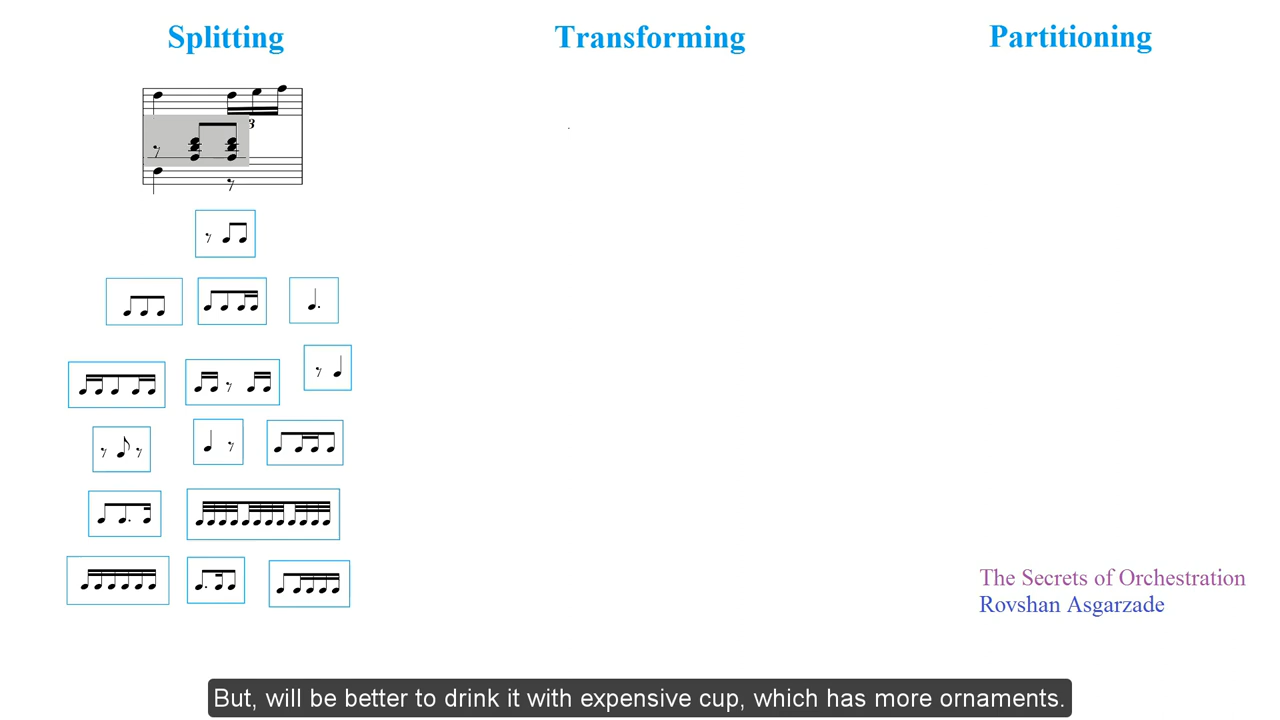 Splitting
Transforming
Partitioning
3
The Secrets of Orchestration
Rovshan Asgarzade
But, will be better to drink it with expensive cup, which has more ornaments.